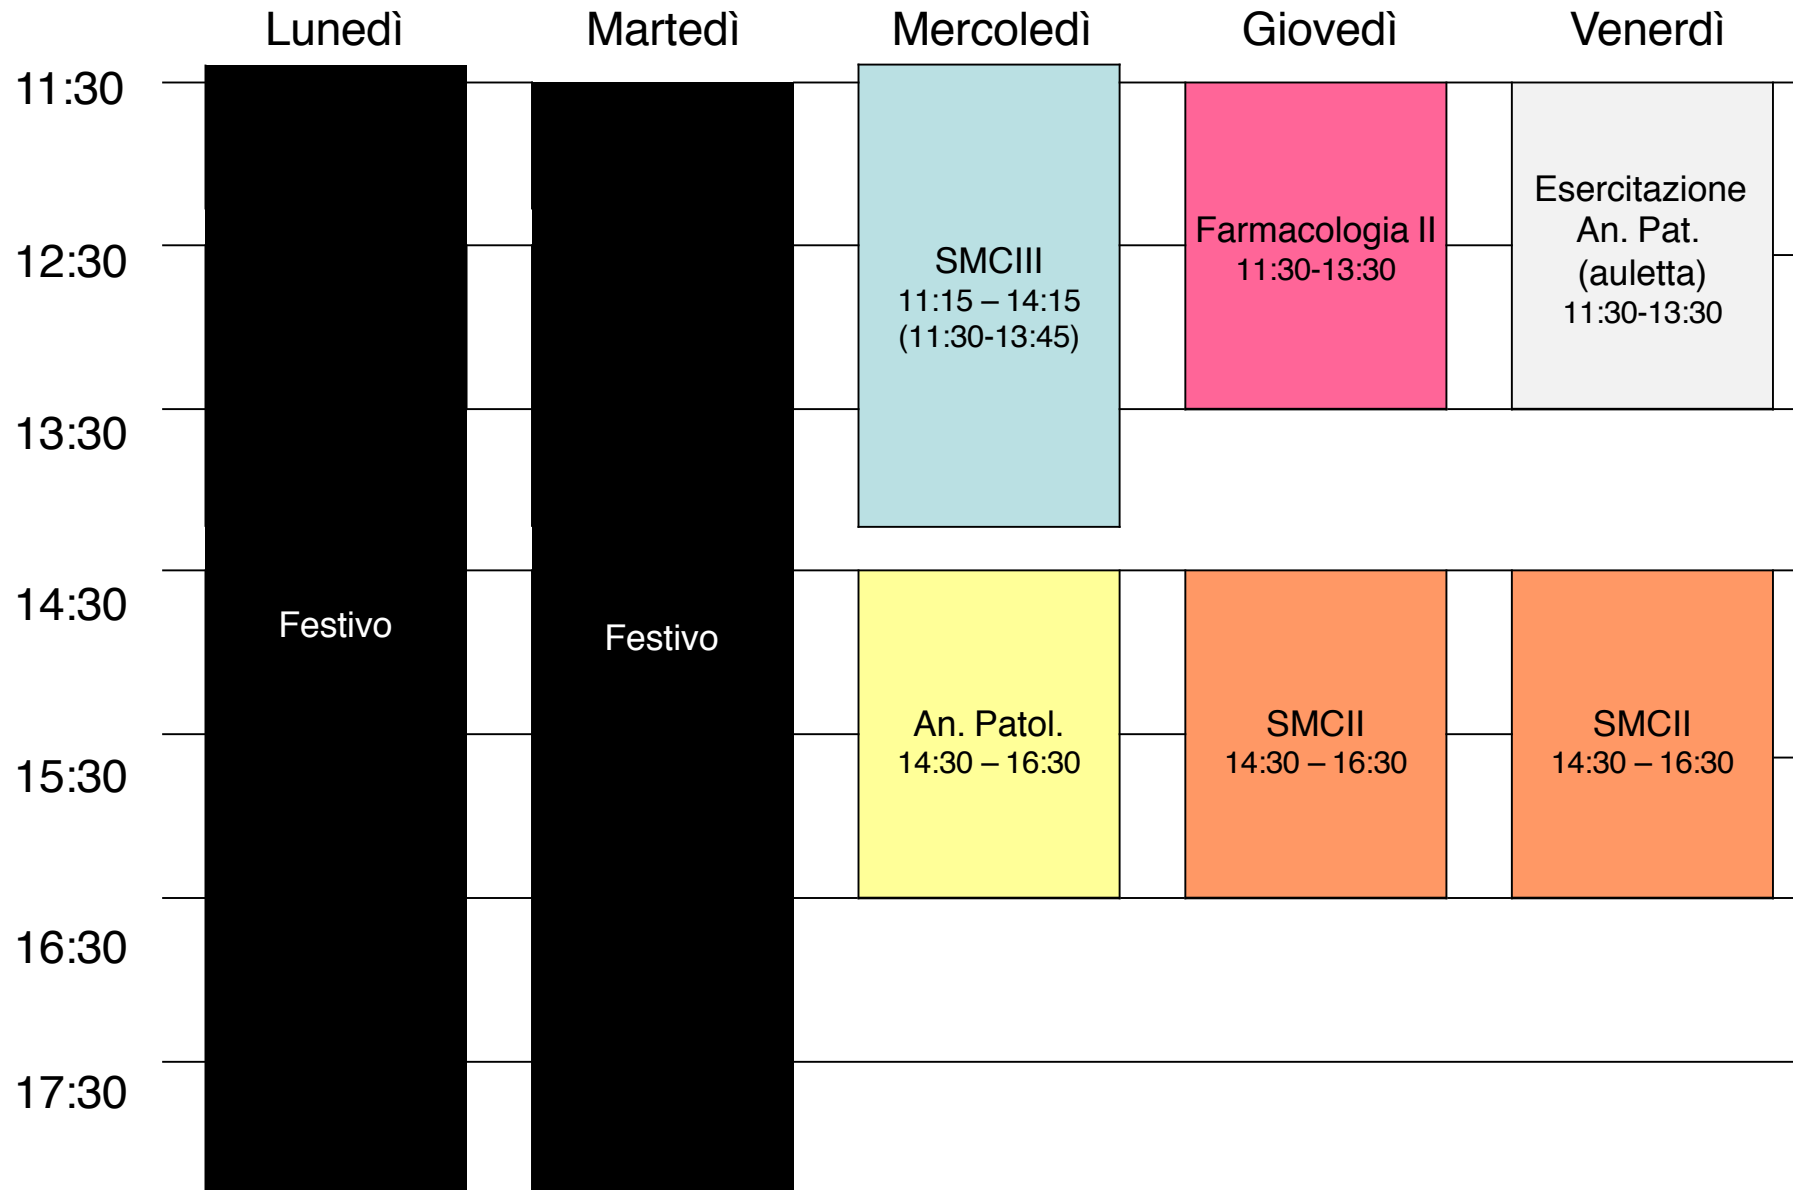 Lunedì
Martedì
Mercoledì
Giovedì
Venerdì
11:30
12:30
13:30
14:30
15:30
16:30
17:30
Festivo
Festivo
SMCIII
11:15 – 14:15
(11:30-13:45)
An. Patol.
14:30 – 16:30
Farmacologia II
11:30-13:30
SMCII
14:30 – 16:30
Esercitazione
An. Pat.
(auletta)
11:30-13:30
SMCII
14:30 – 16:30